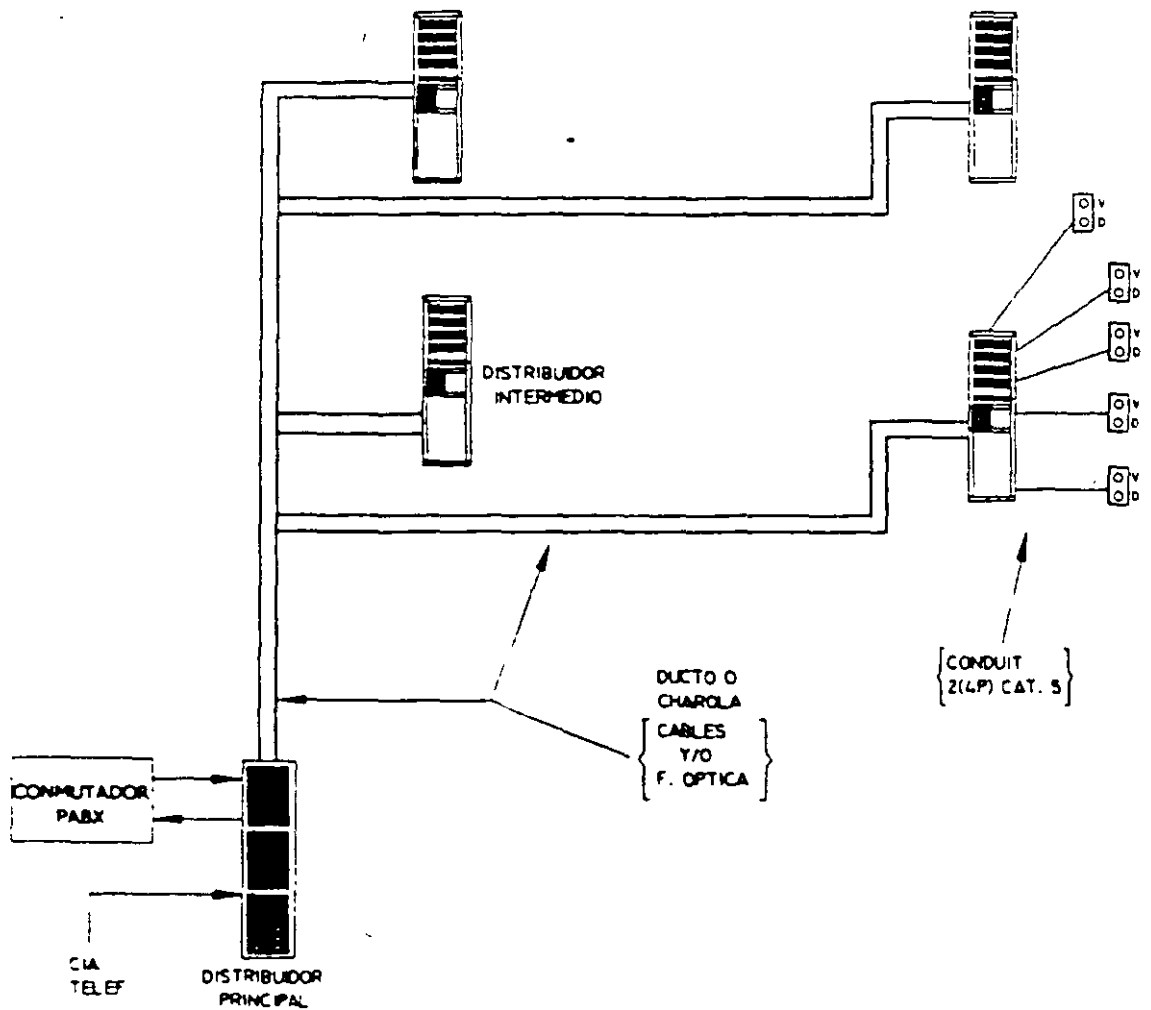 V
D
V
D
V
D
V
D
V
D
DISTRIBUIDOR
INTERMEDIO
CONDUIT
2(4P) CAT. 5
DUCTO O
CHAROLA
CABLES
Y/O
F. OPTICA
CONMUTADOR
PABX
CIA.
TELEF
DISTRIBUIDOR
PRINCIPAL